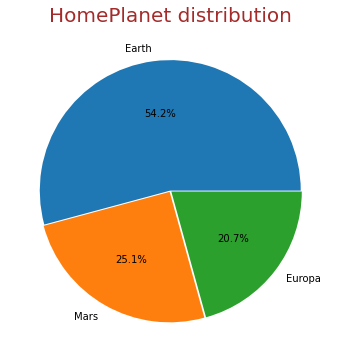 HomePlanet distribution
Earth
54.2%
20.7%
25.1%
Europa
Mars